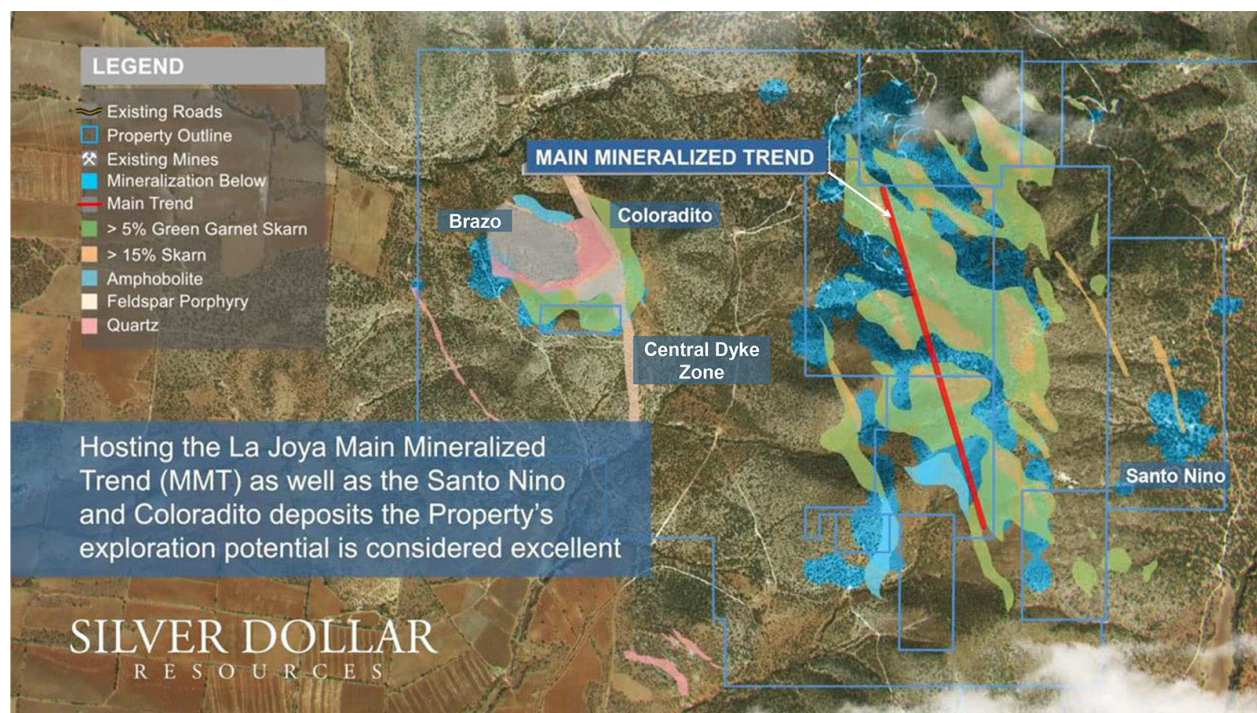 LEGEND
Existing Roads
Property Outline
Existing Mines
Mineralization Below
Main Trend
> 5% Green Garnet Skarn
> 15% Skarn
Amphobolite
Feldspar Porphyry
Quartz
MAIN MINERALIZED TREND
Brazo
Coloradito
Central Dyke
Zone
Santo Nino
Hosting the La Joya Main Mineralized
Trend (MMT) as well as the Santo Nino
and Coloradito deposits the Property's
exploration potential is considered excellent
SILVER DOLLAR
RESOURCES